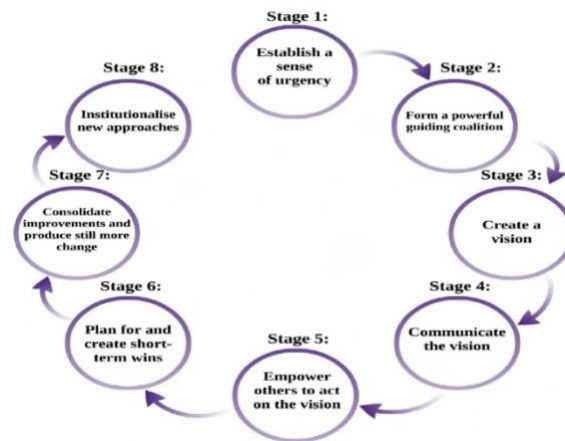 Stage 1:
Establish a
sense
of urgency
Stage 2:
Form a powerful
guiding coalition
Stage 3:
Create a
vision
Stage 4:
Communicate
the vision
Stage 5:
Empower
others to act
on the vision
Stage 6:
Plan for and
create short-
term wins
Stage 7:
Consolidate
improvements and
produce still more
change
Stage 8:
Institutionalise
new approaches